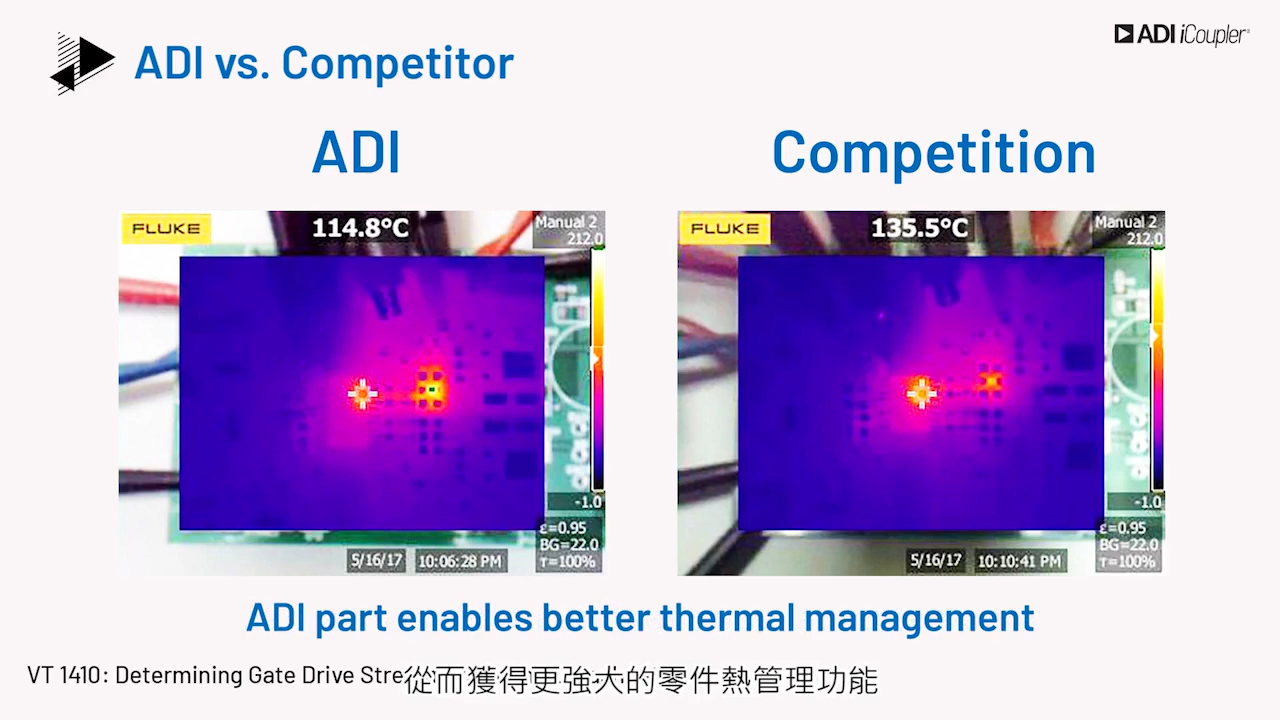 ADI vs. Competitor
ADI iCoupler®
ADI
Competition
FLUKE
114.8°C
Manual 2
212.0
-1.0
ε=0.95
BG=22.0
τ=100%
5/16/17
10:06:28 PM
FLUKE
135.5°C
Manual 2
212.0
-1.0
ε=0.95
BG=22.0
τ=100%
5/16/17
10:10:41 PM
ADI part enables better thermal management
VT 1410: Determining Gate Drive
從而獲得更強大的零件熱管理功能